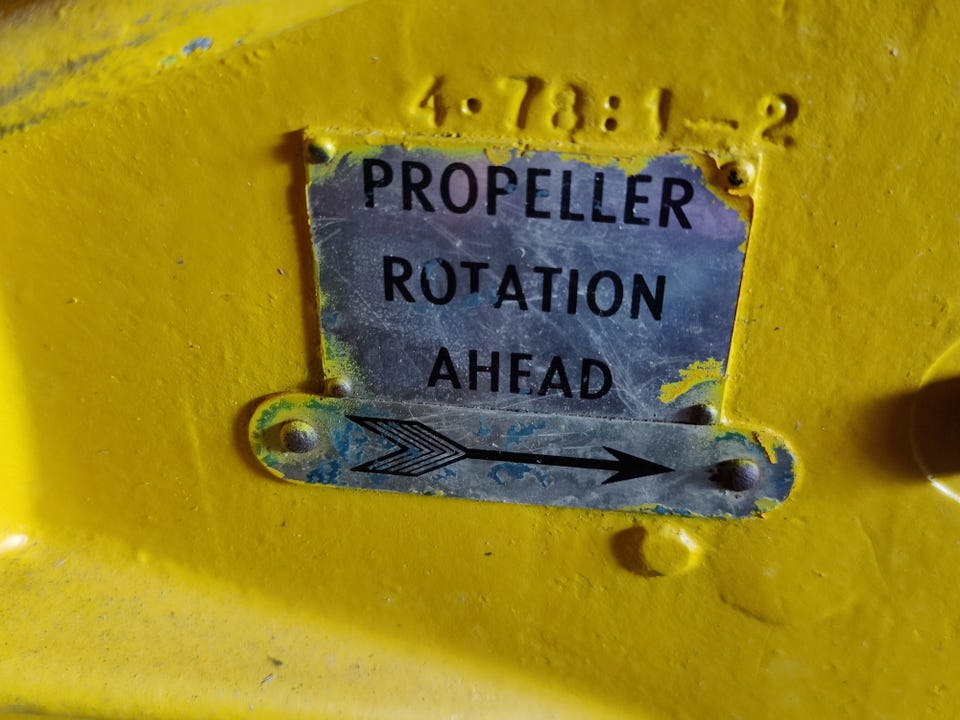 4.78:1-2
PROPELLER
ROTATION
AHEAD